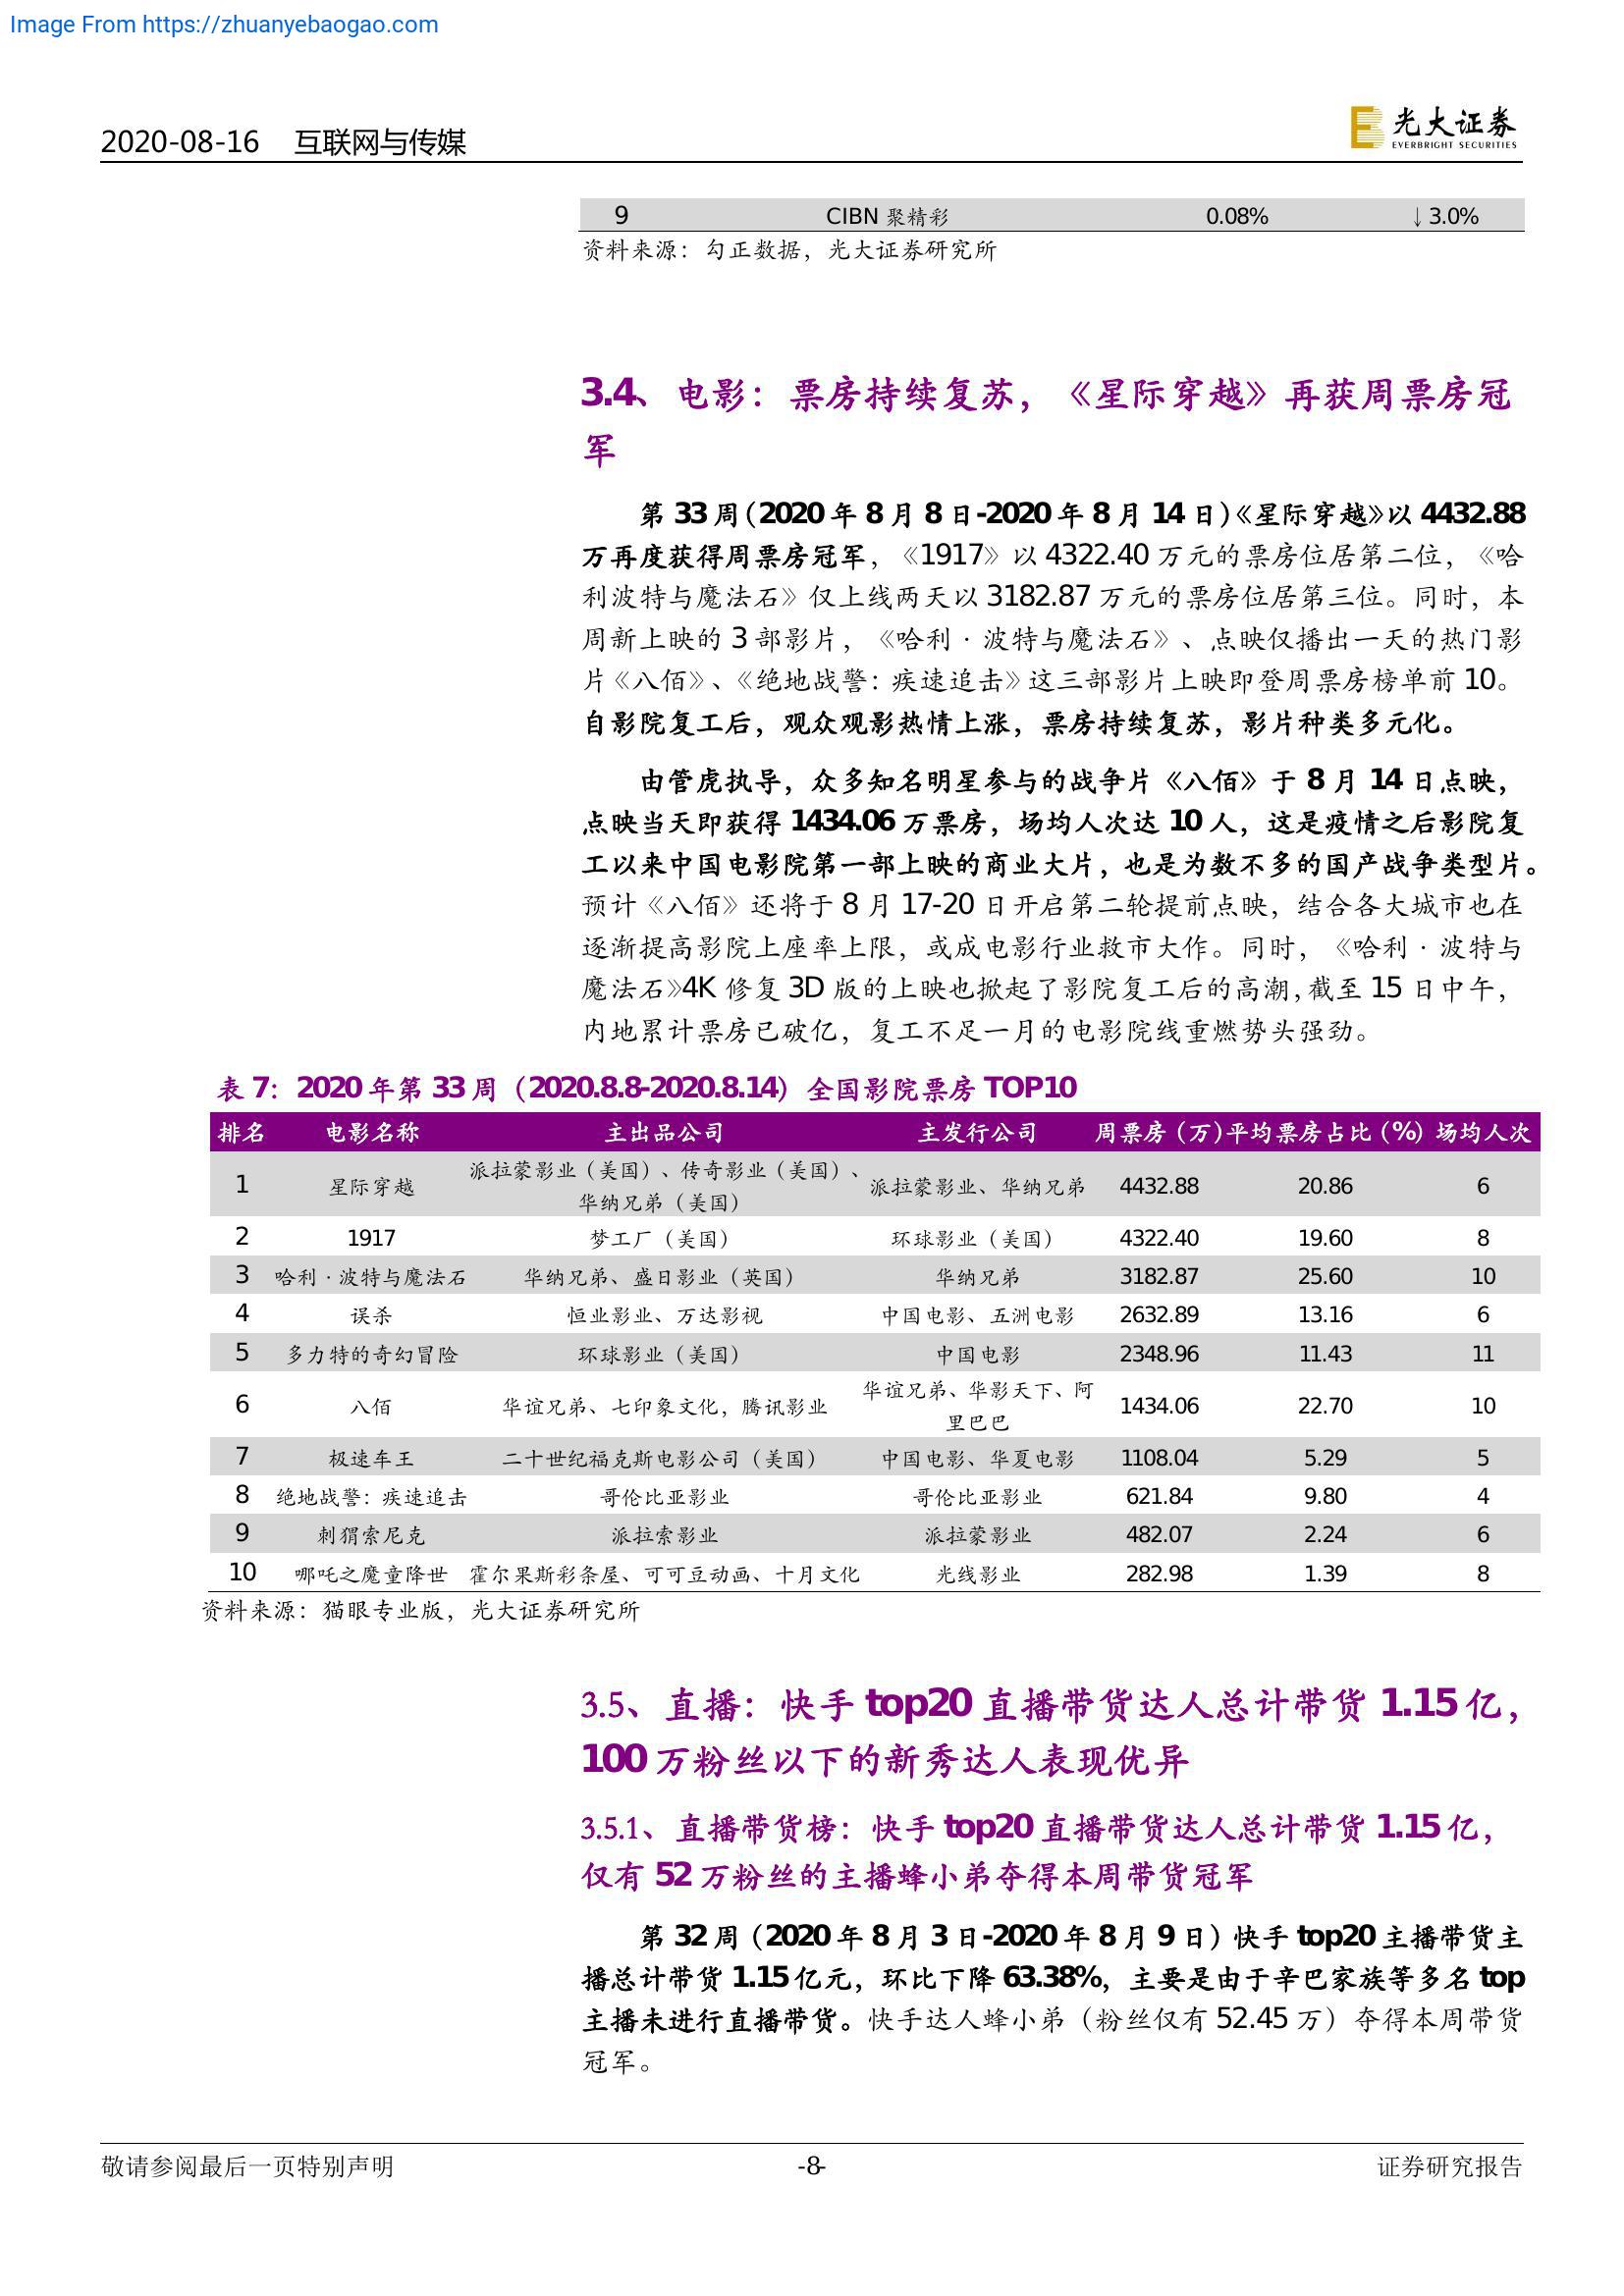 Image From https://zhuanyebaogao.com
2020-08-16 互联网与传媒
光大证券
EVERBRIGHT SECURITIES
9 CIBN 聚精彩 0.08% ↓3.0%
资料来源：勾正数据，光大证券研究所
3.4、电影：票房持续复苏，《星际穿越》再获周票房冠
军
第 33 周（2020 年 8 月 8 日-2020 年 8 月 14 日）《星际穿越》以 4432.88
万再度获得周票房冠军，《1917》以 4322.40 万元的票房位居第二位，《哈
利波特与魔法石》仅上线两天以 3182.87 万元的票房位居第三位。同时，本
周新上映的 3 部影片，《哈利·波特与魔法石》、点映仅播出一天的热门影
片《八佰》、《绝地战警：疾速追击》这三部影片上映即登周票房榜单前 10。
自影院复工后，观众观影热情上涨，票房持续复苏，影片种类多元化。
由管虎执导，众多知名明星参与的战争片《八佰》于 8 月 14 日点映，
点映当天即获得 1434.06 万票房，场均人次达 10 人，这是疫情之后影院复
工以来中国电影院第一部上映的商业大片，也是为数不多的国产战争类型片。
预计《八佰》还将于 8 月 17-20 日开启第二轮提前点映，结合各大城市也在
逐渐提高影院上座率上限，或成电影行业救市大作。同时，《哈利·波特与
魔法石》4K 修复 3D 版的上映也掀起了影院复工后的高潮，截至 15 日中午，
内地累计票房已破亿，复工不足一月的电影院线重燃势头强劲。
表 7：2020 年第 33 周（2020.8.8-2020.8.14）全国影院票房 TOP10
排名 电影名称 主出品公司 主发行公司 周票房（万） 平均票房占比（%） 场均人次
1 星际穿越 派拉蒙影业（美国）、传奇影业（美国）、华纳兄弟（美国） 派拉蒙影业、华纳兄弟 4432.88 20.86 6
2 1917 梦工厂（美国） 环球影业（美国） 4322.40 19.60 8
3 哈利·波特与魔法石 华纳兄弟、盛日影业（英国） 华纳兄弟 3182.87 25.60 10
4 误杀 恒业影业、万达影视 中国电影、五洲电影 2632.89 13.16 6
5 多力特的奇幻冒险 环球影业（美国） 中国电影 2348.96 11.43 11
6 八佰 华谊兄弟、七印象文化，腾讯影业 华谊兄弟、华影天下、阿里巴巴 1434.06 22.70 10
7 极速车王 二十世纪福克斯电影公司（美国） 中国电影、华夏电影 1108.04 5.29 5
8 绝地战警：疾速追击 哥伦比亚影业 哥伦比亚影业 621.84 9.80 4
9 刺猬索尼克 派拉索影业 派拉蒙影业 482.07 2.24 6
10 哪吒之魔童降世 霍尔果斯彩条屋、可可豆动画、十月文化 光线影业 282.98 1.39 8
资料来源：猫眼专业版，光大证券研究所
3.5、直播：快手 top20 直播带货达人总计带货 1.15 亿，
100 万粉丝以下的新秀达人表现优异
3.5.1、直播带货榜：快手 top20 直播带货达人总计带货 1.15 亿，
仅有 52 万粉丝的主播蜂小弟夺得本周带货冠军
第 32 周（2020 年 8 月 3 日-2020 年 8 月 9 日）快手 top20 主播带货主
播总计带货 1.15 亿元，环比下降 63.38%，主要是由于辛巴家族等多名 top
主播未进行直播带货。快手达人蜂小弟（粉丝仅有 52.45 万）夺得本周带货
冠军。
敬请参阅最后一页特别声明 -8- 证券研究报告